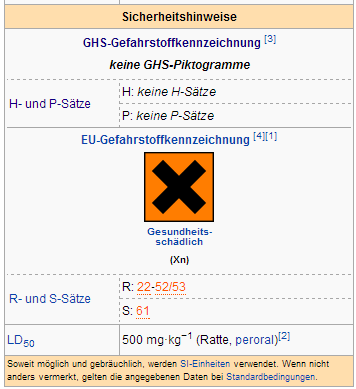 Sicherheitshinweise
GHS-Gefahrstoffkennzeichnung [3]
keine GHS-Piktogramme
H- und P-Sätze
H: keine H-Sätze
P: keine P-Sätze
EU-Gefahrstoffkennzeichnung [4][1]
Gesundheits-
schädlich
(Xn)
R- und S-Sätze
R: 22-52/53
S: 61
LD50
500 mg·kg−1 (Ratte, peroral)[2]
Soweit möglich und gebräuchlich, werden SI-Einheiten verwendet. Wenn nicht
anders vermerkt, gelten die angegebenen Daten bei Standardbedingungen.